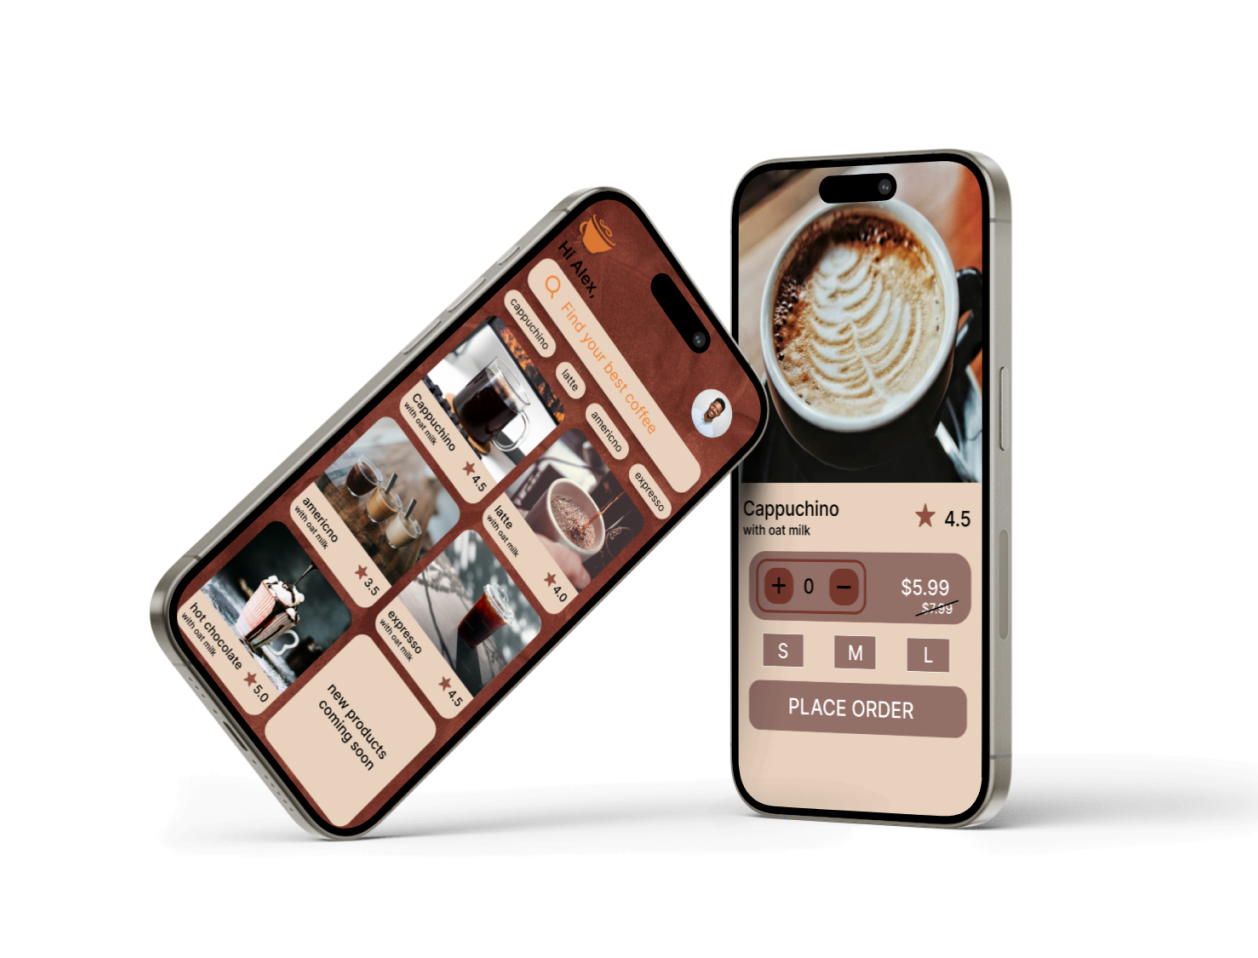 Hi Alex,
Find your best coffee
cappuchino
latte
americno
expresso
Cappuchino
with oat milk
4.5
latte
with oat milk
4.0
americno
with oat milk
3.5
expresso
with oat milk
4.5
hot chocolate
with oat milk
5.0
new products
coming soon
Cappuchino
with oat milk
4.5
+ 0 −
$5.99
$7.99
S M L
PLACE ORDER